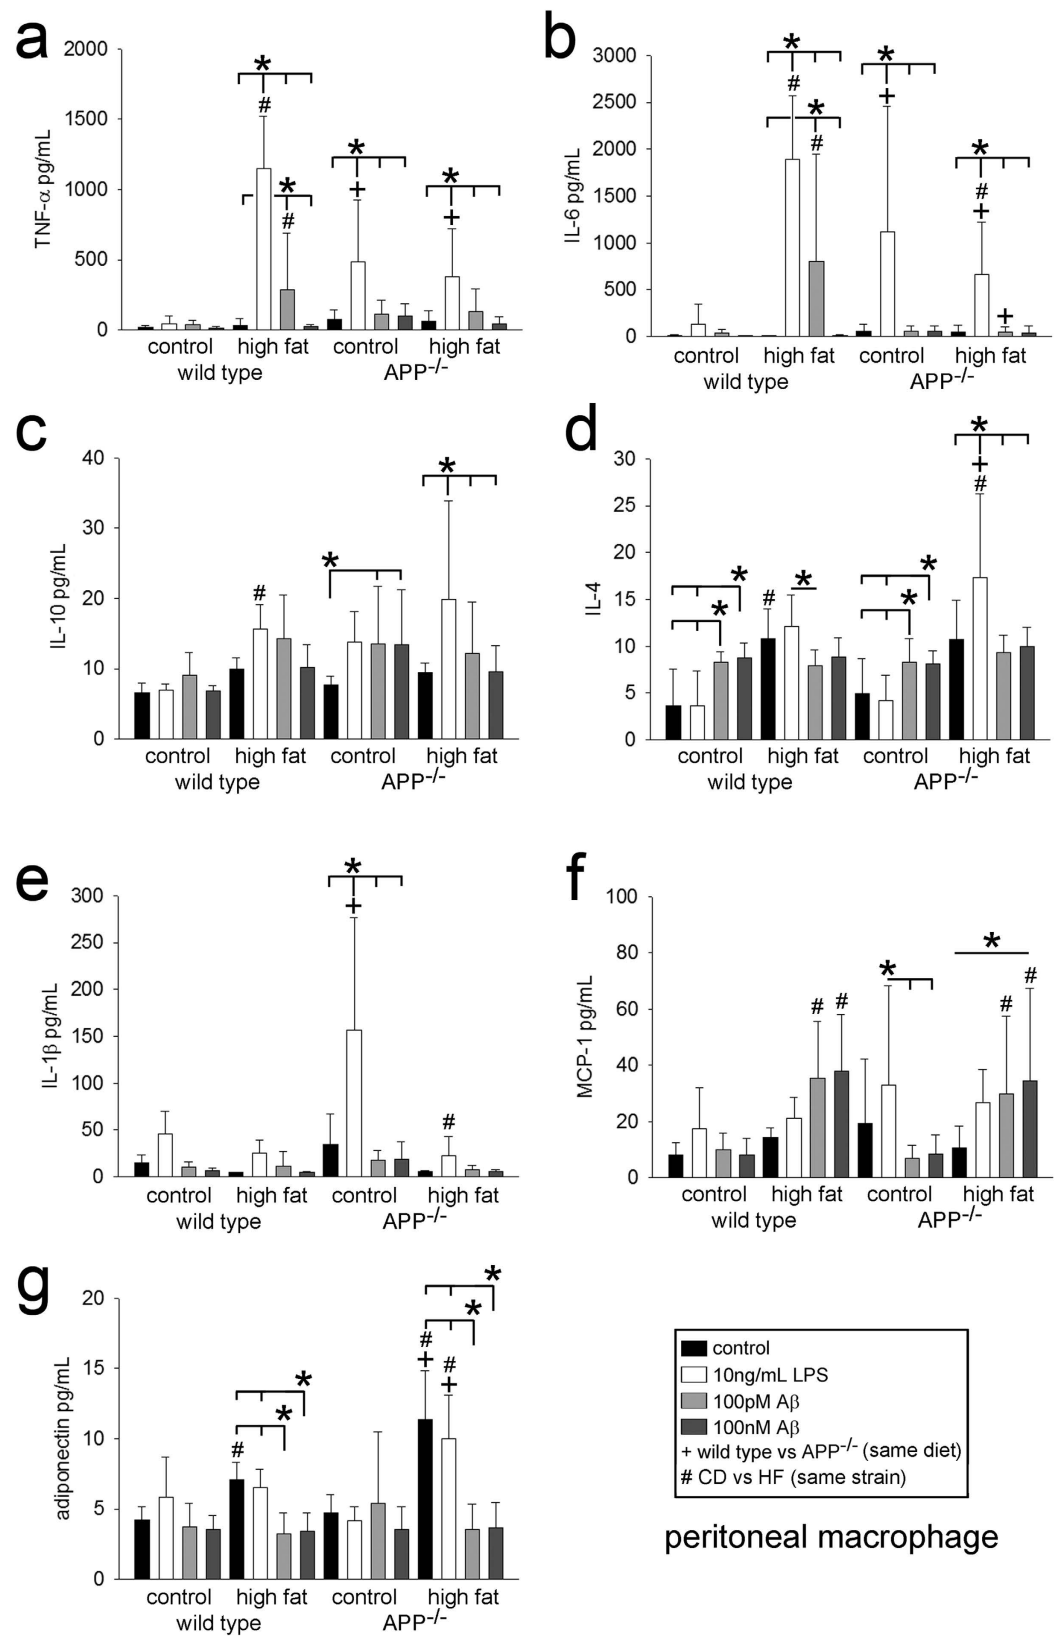 a
2000
1500
1000
500
0
TNF-α pg/mL
*
#
*
#
*
+
*
+
control high fat control high fat
wild type APP-/-
b
3000
2500
2000
1500
1000
500
0
IL-6 pg/mL
*
#
*
#
*
+
*
#
+
+
control high fat control high fat
wild type APP-/-
c
40
30
20
10
0
IL-10 pg/mL
#
*
*
control high fat control high fat
wild type APP-/-
d
30
25
20
15
10
5
0
IL-4
*
*
#
*
*
*
*
+
#
control high fat control high fat
wild type APP-/-
e
300
250
200
150
100
50
0
IL-1β pg/mL
*
+
#
control high fat control high fat
wild type APP-/-
f
100
80
60
40
20
0
MCP-1 pg/mL
# #
*
*
# #
control high fat control high fat
wild type APP-/-
g
20
15
10
5
0
adiponectin pg/mL
*
*
#
*
*
#
+
#
+
control high fat control high fat
wild type APP-/-
control
10ng/mL LPS
100pM Aβ
100nM Aβ
+ wild type vs APP-/- (same diet)
# CD vs HF (same strain)
peritoneal macrophage